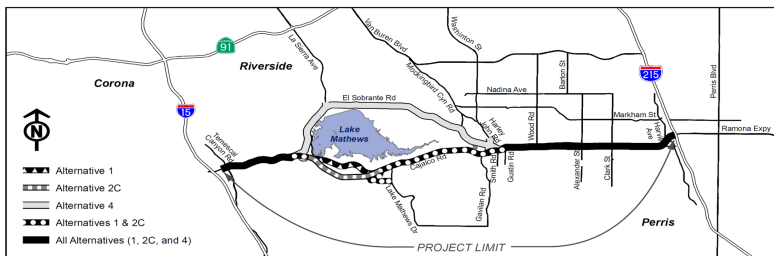 91
Riverside
Corona
15
La Sierra Ave
Van Buren Blvd
Mockingbird Cyn Rd
Washinton St
Barton St
215
Perris Blvd
Nadina Ave
El Sobrante Rd
Markham St
Ramona Expy
Harvill Ave
Wood Rd
Harley
John Rd
Lake
Mathews
N
Temescal
Canyon Rd
Cajalco Rd
Smith Rd
Gustin Rd
Alexander St
Clark St
Lake Mathews Dr
Gavilan Rd
Perris
PROJECT LIMIT
Alternative 1
Alternative 2C
Alternative 4
Alternatives 1 & 2C
All Alternatives (1, 2C, and 4)